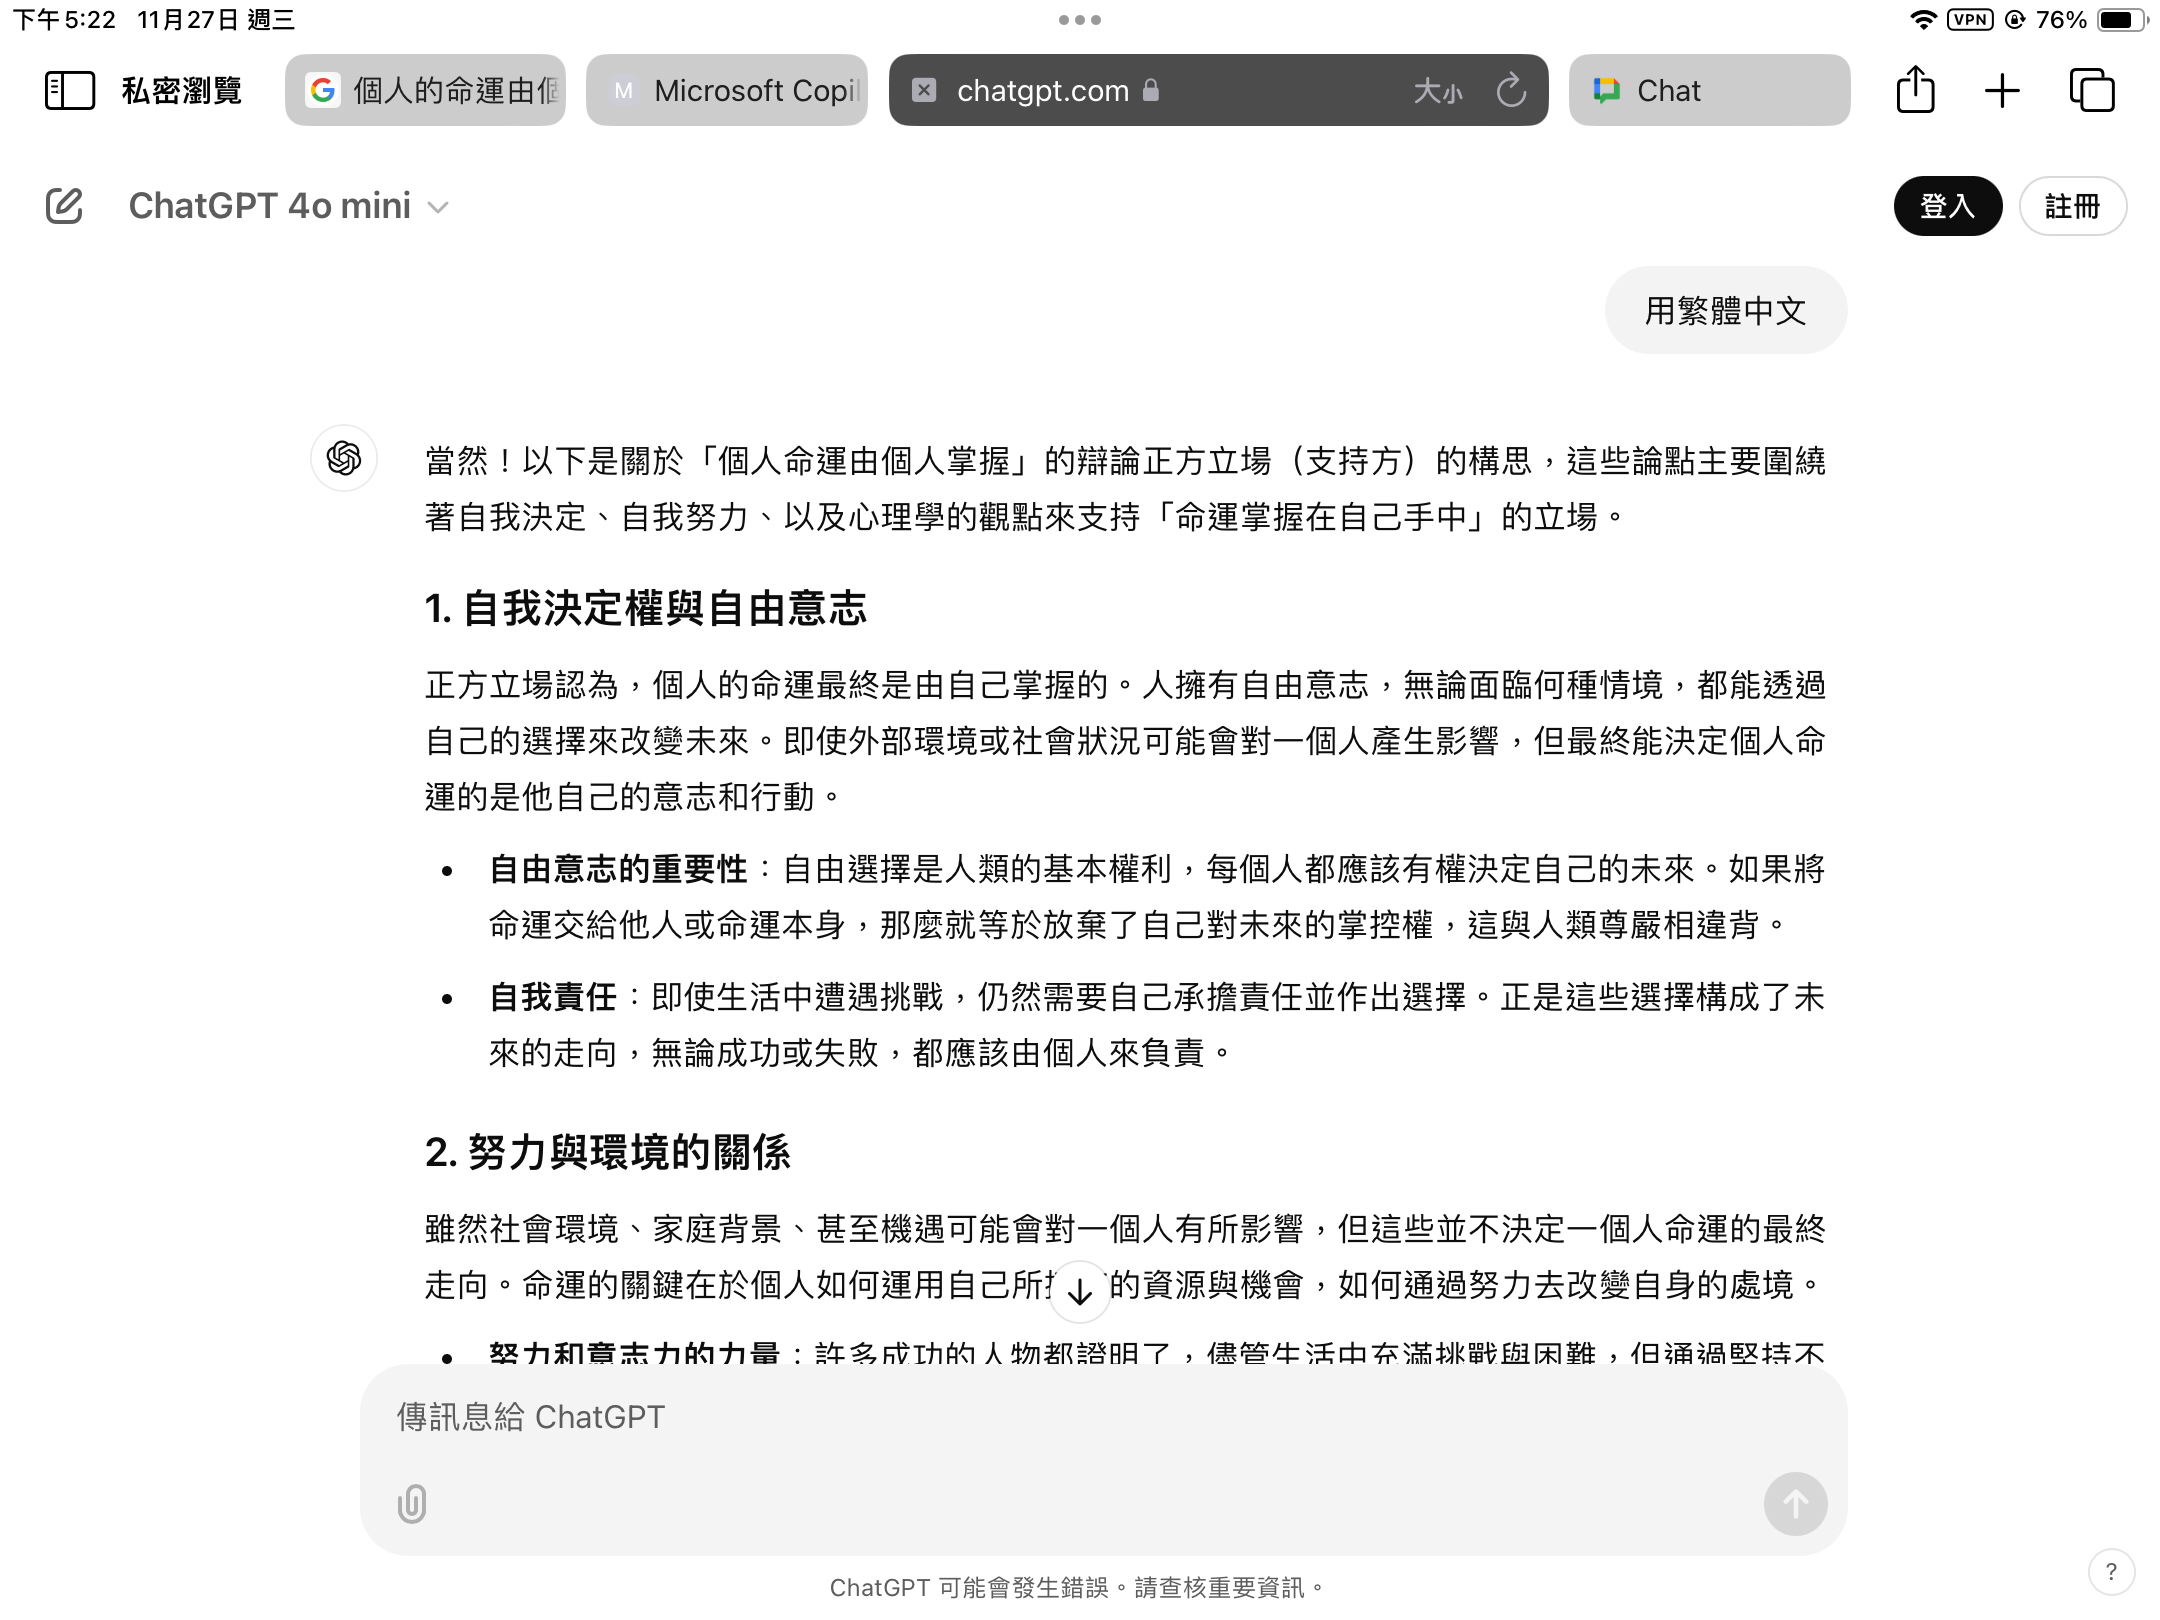 下午5:22 11月27日 週三
VPN 76%
私密瀏覽
個人的命運由
M Microsoft Copil
chatgpt.com
大小
Chat
ChatGPT 4o mini
登入
註冊
用繁體中文
當然！以下是關於「個人命運由個人掌握」的辯論正方立場（支持方）的構思，這些論點主要圍繞
著自我決定、自我努力、以及心理學的觀點來支持「命運掌握在自己手中」的立場。
1. 自我決定權與自由意志
正方立場認為，個人的命運最終是由自己掌握的。人擁有自由意志，無論面臨何種情境，都能透過
自己的選擇來改變未來。即使外部環境或社會狀況可能會對一個人產生影響，但最終能決定個人命
運的是他自己的意志和行動。
• 自由意志的重要性：自由選擇是人類的基本權利，每個人都應該有權決定自己的未來。如果將
命運交給他人或命運本身，那麼就等於放棄了自己對未來的掌控權，這與人類尊嚴相違背。
• 自我責任：即使生活中遭遇挑戰，仍然需要自己承擔責任並作出選擇。正是這些選擇構成了未
來的走向，無論成功或失敗，都應該由個人來負責。
2. 努力與環境的關係
雖然社會環境、家庭背景、甚至機遇可能會對一個人有所影響，但這些並不決定一個人命運的最終
走向。命運的關鍵在於個人如何運用自己所 的資源與機會，如何通過努力去改變自身的處境。
• 努力和意志力的力量：許多成功的人物都證明了，儘管生活中充滿挑戰與困難，但通過堅持不
傳訊息給 ChatGPT
ChatGPT 可能會發生錯誤。請查核重要資訊。
?